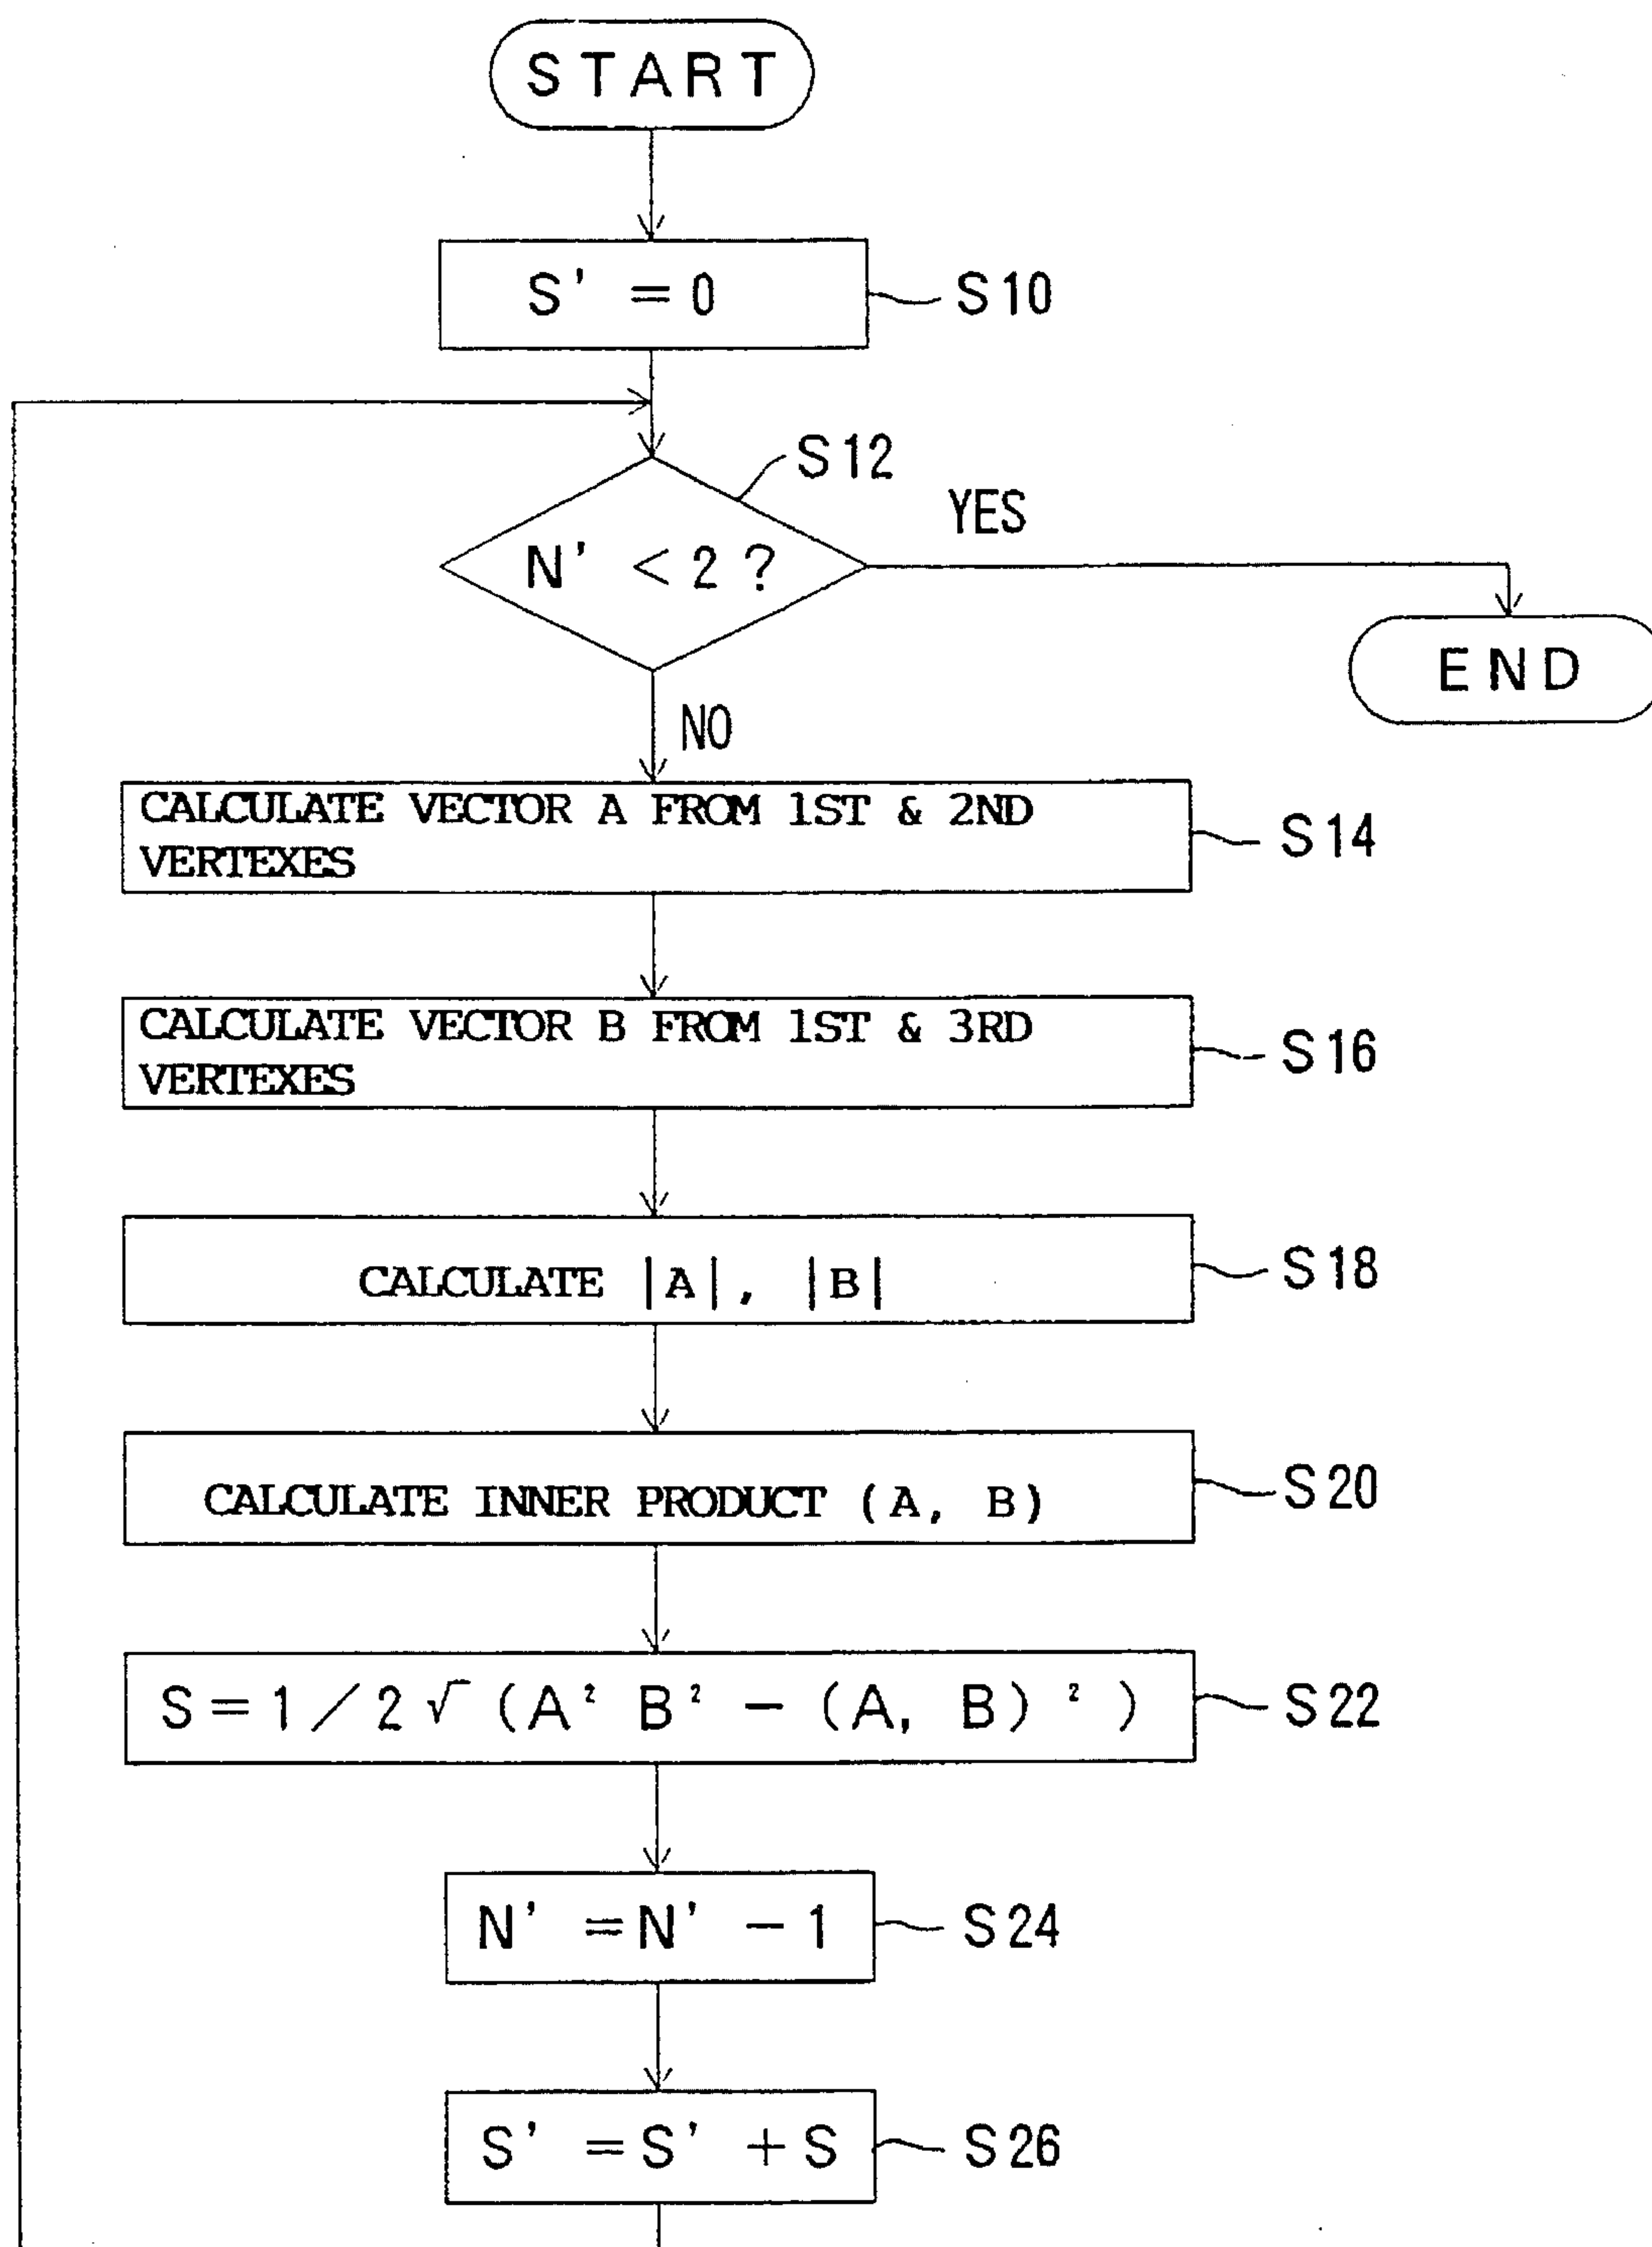 START
S' = 0
S10
S12
N' < 2 ?
YES
END
NO
CALCULATE VECTOR A FROM 1ST & 2ND
VERTEXES
S14
CALCULATE VECTOR B FROM 1ST & 3RD
VERTEXES
S16
CALCULATE |A|, |B|
S18
CALCULATE INNER PRODUCT (A, B)
S20
S = 1 / 2 √ (A² B² − (A, B)²)
S22
N' = N' − 1
S24
S' = S' + S
S26